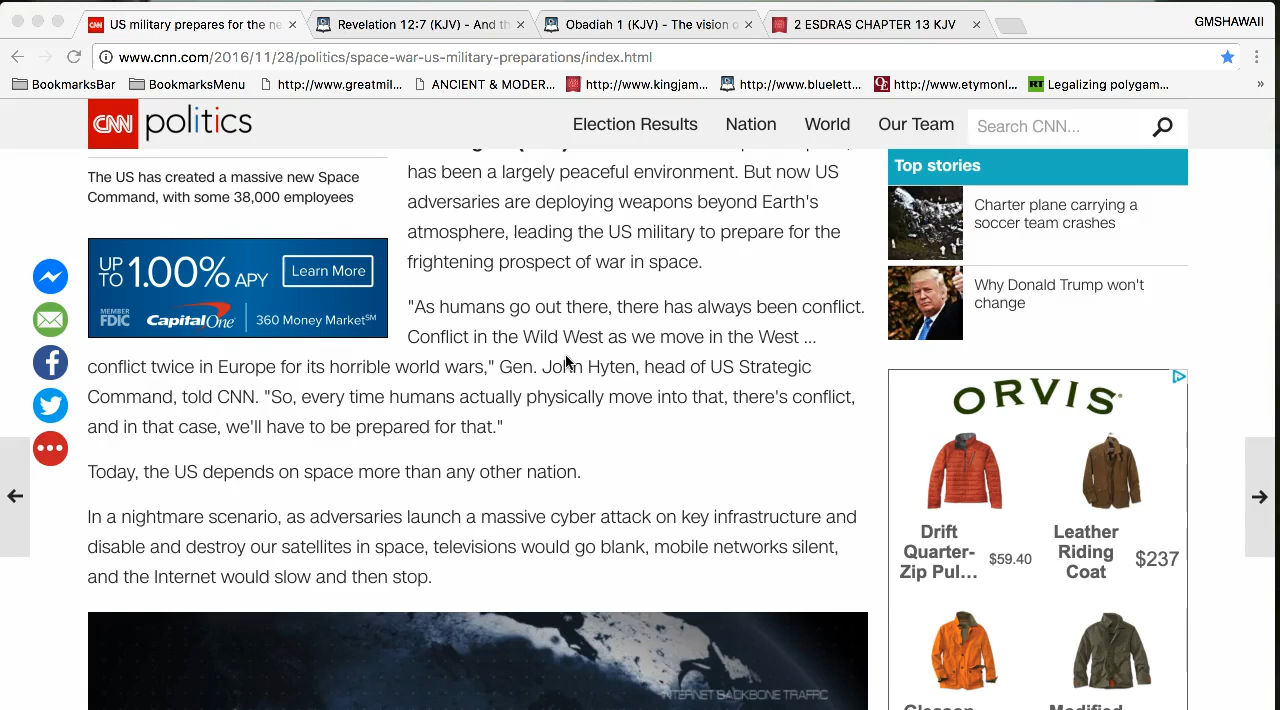 US military prepares for the ne
Revelation 12:7 (KJV) - And th
Obadiah 1 (KJV) - The vision o
2 ESDRAS CHAPTER 13 KJV
GMSHAWAII
www.cnn.com/2016/11/28/politics/space-war-us-military-preparations/index.html
BookmarksBar
BookmarksMenu
http://www.greatmil...
ANCIENT & MODER...
http://www.kingjam...
http://www.bluelett...
http://www.etymonl...
RT
Legalizing polygam...
»
CNN politics
Election Results
Nation
World
Our Team
Search CNN...
The US has created a massive new Space
Command, with some 38,000 employees
UP TO 1.00% APY
Learn More
MEMBER FDIC
Capital One
360 Money Market℠
has been a largely peaceful environment. But now US
adversaries are deploying weapons beyond Earth's
atmosphere, leading the US military to prepare for the
frightening prospect of war in space.
"As humans go out there, there has always been conflict.
Conflict in the Wild West as we move in the West ...
conflict twice in Europe for its horrible world wars," Gen. John Hyten, head of US Strategic
Command, told CNN. "So, every time humans actually physically move into that, there's conflict,
and in that case, we'll have to be prepared for that."
Today, the US depends on space more than any other nation.
In a nightmare scenario, as adversaries launch a massive cyber attack on key infrastructure and
disable and destroy our satellites in space, televisions would go blank, mobile networks silent,
and the Internet would slow and then stop.
INTERNET BACKBONE TRAFFIC
Top stories
Charter plane carrying a
soccer team crashes
Why Donald Trump won't
change
ORVIS
Drift
Quarter-
Zip Pul...
$59.40
Leather
Riding
Coat
$237